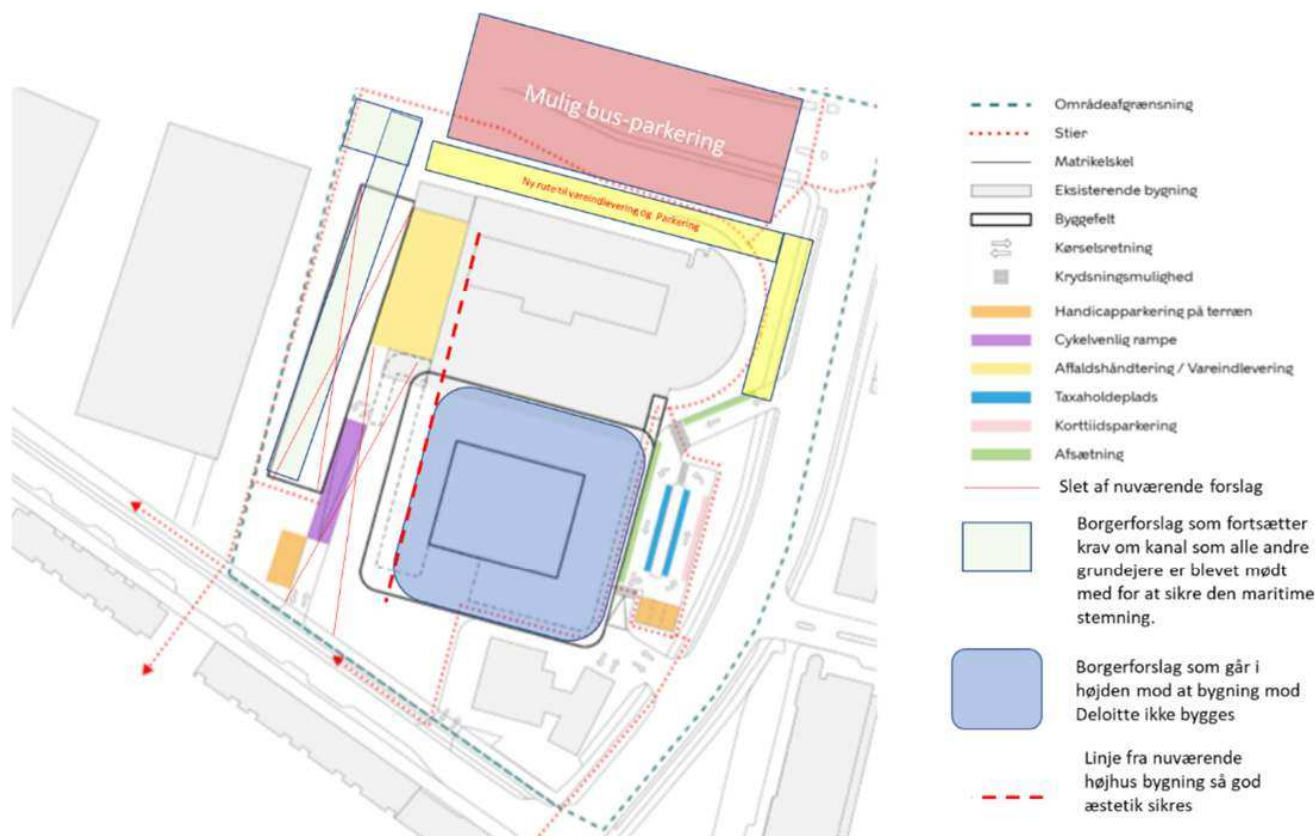 Mulig bus-parkering
Ny rute til vareindlevering og Parkering
Områdeafgrænsning
Stier
Matrikelskel
Eksisterende bygning
Byggefelt
Kørselsretning
Krydsningsmulighed
Handicapparkering på terræn
Cykelvenlig rampe
Affaldshåndtering / Vareindlevering
Taxaholdeplads
Korttiidsparkering
Afsætning
Slet af nuværende forslag
Borgerforslag som fortsætter
krav om kanal som alle andre
grundejere er blevet mødt
med for at sikre den maritime
stemning.
Borgerforslag som går i
højden mod at bygning mod
Deloitte ikke bygges
Linje fra nuværende
højhus bygning så god
æstetik sikres